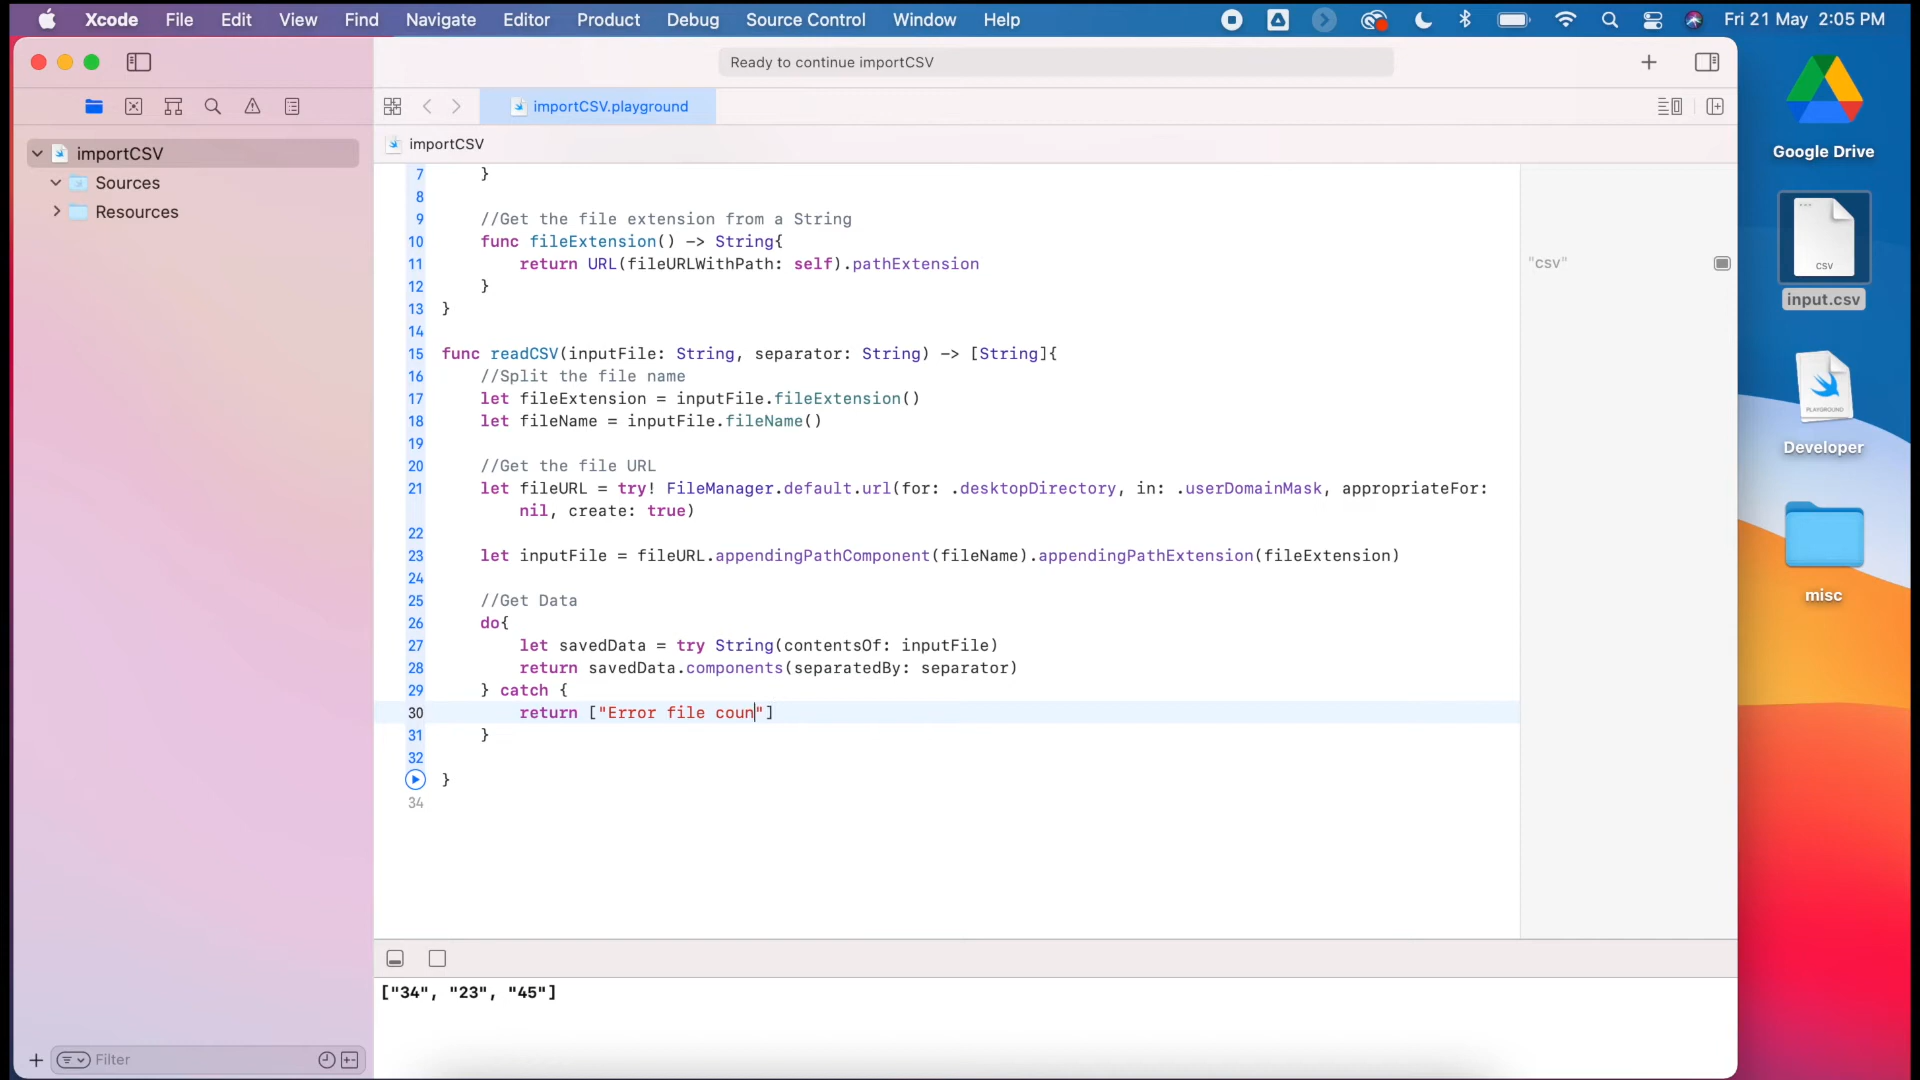 Xcode File Edit View Find Navigate Editor Product Debug Source Control Window Help Fri 21 May 2:05 PM
Ready to continue importCSV
importCSV.playground
importCSV
Sources
Resources
importCSV
7 }
8
9 //Get the file extension from a String
10 func fileExtension() -> String{
11 return URL(fileURLWithPath: self).pathExtension
12 }
13 }
14
15 func readCSV(inputFile: String, separator: String) -> [String]{
16 //Split the file name
17 let fileExtension = inputFile.fileExtension()
18 let fileName = inputFile.fileName()
19
20 //Get the file URL
21 let fileURL = try! FileManager.default.url(for: .desktopDirectory, in: .userDomainMask, appropriateFor:
nil, create: true)
22
23 let inputFile = fileURL.appendingPathComponent(fileName).appendingPathExtension(fileExtension)
24
25 //Get Data
26 do{
27 let savedData = try String(contentsOf: inputFile)
28 return savedData.components(separatedBy: separator)
29 } catch {
30 return ["Error file coun"]
31 }
32
}
34
"csv"
["34", "23", "45"]
Filter
Google Drive
CSV
input.csv
PLAYGROUND
Developer
misc